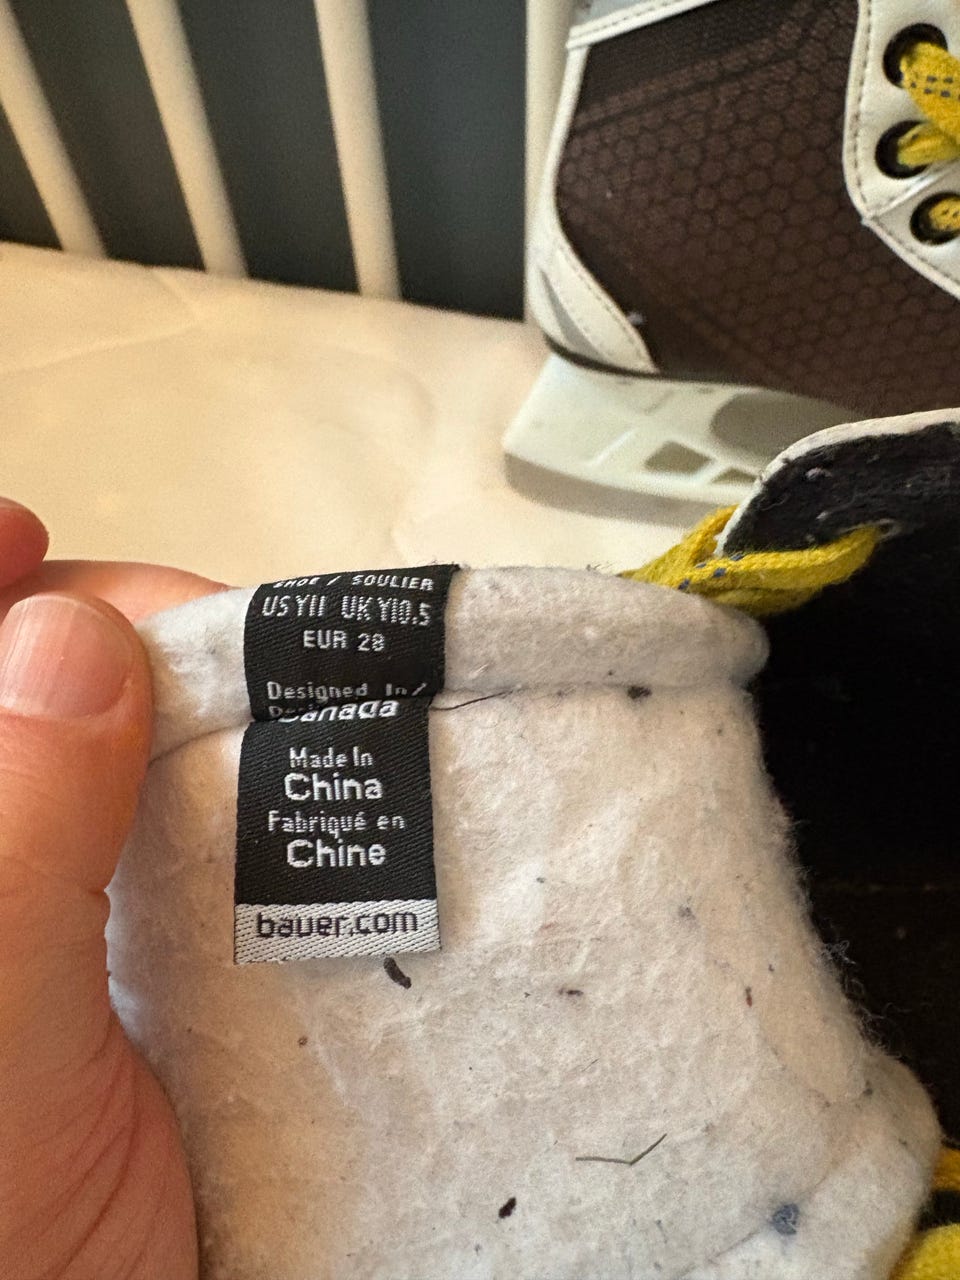 SHOE / SOULIER
US Y11 UK Y10.5
EUR 28
Designed In/
Canada
Made In
China
Fabriqué en
Chine
bauer.com